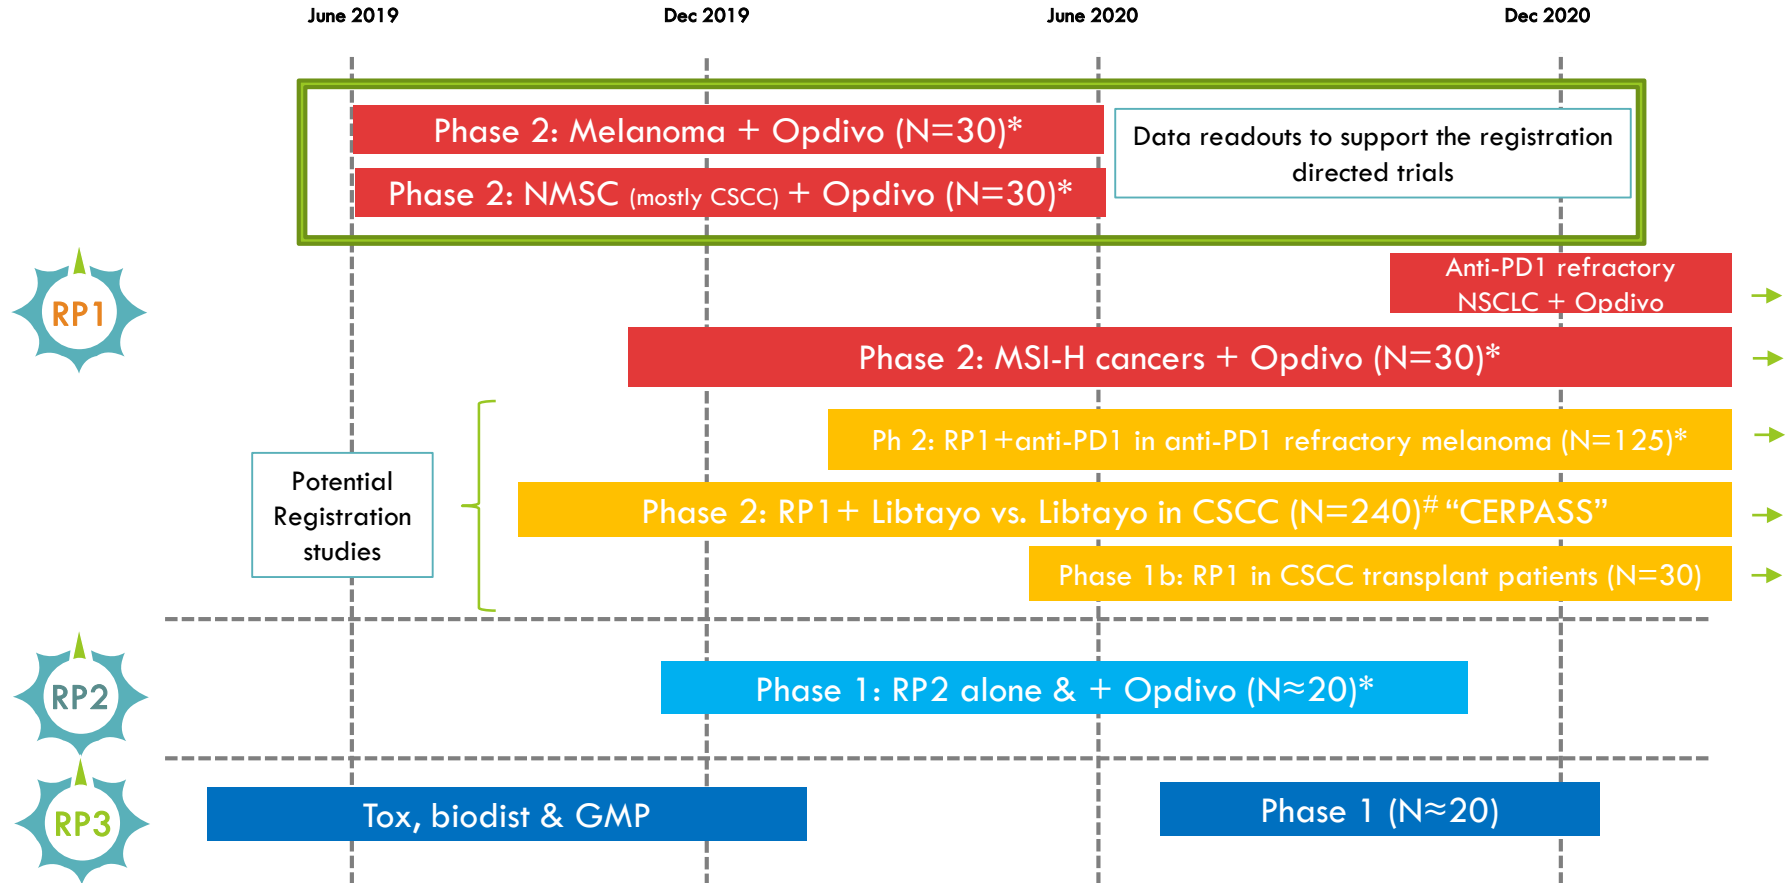 June 2019
Dec 2019
June 2020
Dec 2020
Phase 2: Melanoma + Opdivo (N=30)*
Data readouts to support the registration
directed trials
Phase 2: NMSC (mostly CSCC) + Opdivo (N=30)*
RP1
Anti-PD1 refractory
NSCLC + Opdivo
Phase 2: MSI-H cancers + Opdivo (N=30)*
Ph 2: RP1+anti-PD1 in anti-PD1 refractory melanoma (N=125)*
Potential
Registration
studies
Phase 2: RP1+ Libtayo vs. Libtayo in CSCC (N=240)# “CERPASS”
Phase 1b: RP1 in CSCC transplant patients (N=30)
RP2
Phase 1: RP2 alone & + Opdivo (N≈20)*
RP3
Tox, biodist & GMP
Phase 1 (N≈20)